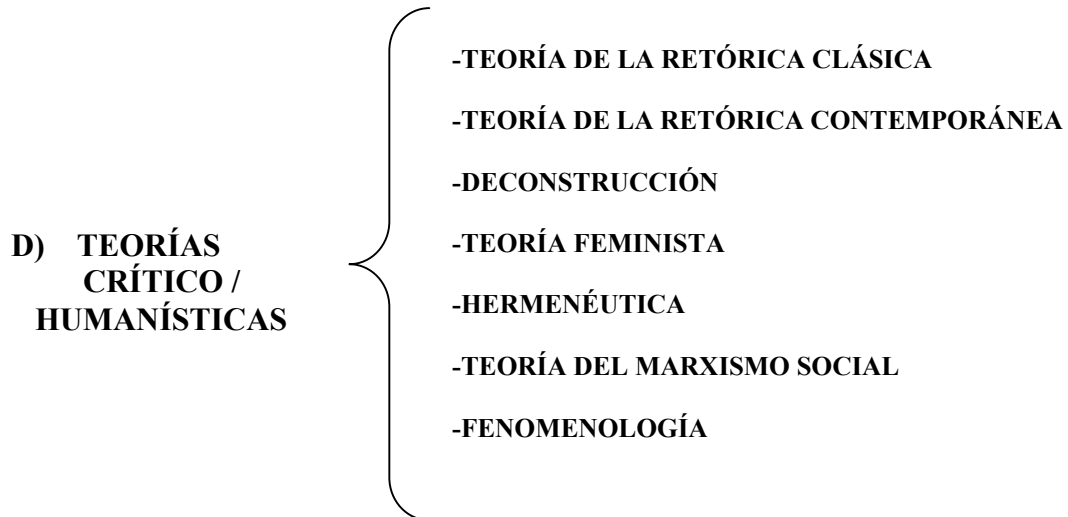 D) TEORÍAS
CRÍTICO /
HUMANÍSTICAS
-TEORÍA DE LA RETÓRICA CLÁSICA
-TEORÍA DE LA RETÓRICA CONTEMPORÁNEA
-DECONSTRUCCIÓN
-TEORÍA FEMINISTA
-HERMENÉUTICA
-TEORÍA DEL MARXISMO SOCIAL
-FENOMENOLOGÍA